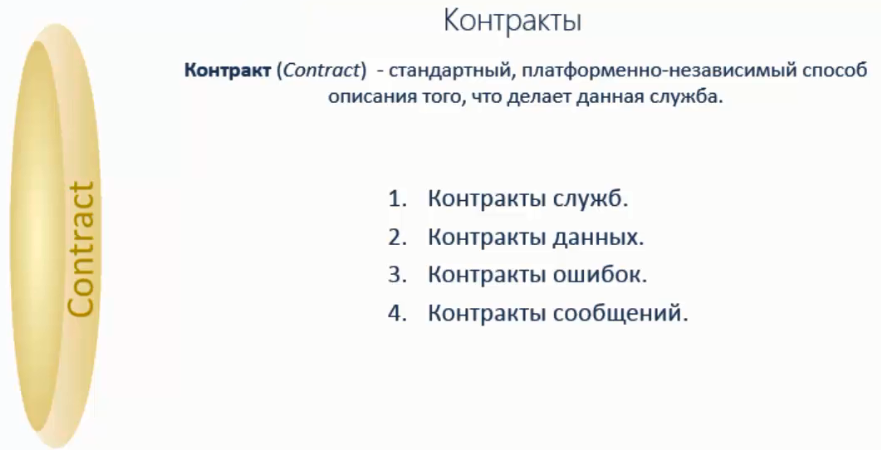 Контракты
Контракт (Contract) - стандартный, платформенно-независимый способ
описания того, что делает данная служба.
Contract
1. Контракты служб.
2. Контракты данных.
3. Контракты ошибок.
4. Контракты сообщений.